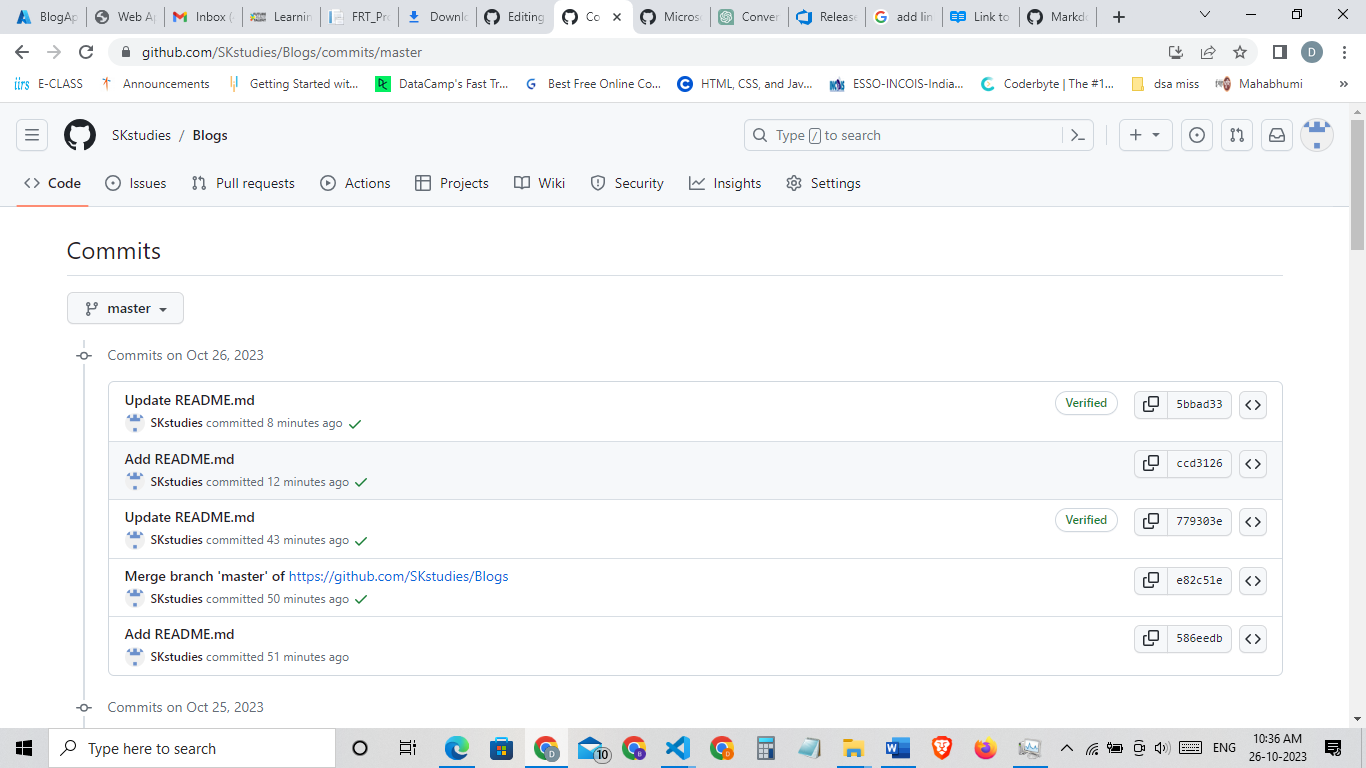 BlogAp
Web Ap
Inbox (
Learnin
FRT_Pro
Downlo
Editing
Co
Micros
Conver
Release
add lin
Link to
Markd
github.com/SKstudies/Blogs/commits/master
D
iirs E-CLASS
Announcements
Getting Started wit...
DataCamp's Fast Tr...
Best Free Online Co...
HTML, CSS, and Jav...
ESSO-INCOIS-India...
Coderbyte | The #1...
dsa miss
Mahabhumi
»
SKstudies / Blogs
Type / to search
Code
Issues
Pull requests
Actions
Projects
Wiki
Security
Insights
Settings
Commits
master
Commits on Oct 26, 2023
Update README.md
Verified
5bbad33
SKstudies committed 8 minutes ago
Add README.md
ccd3126
SKstudies committed 12 minutes ago
Update README.md
Verified
779303e
SKstudies committed 43 minutes ago
Merge branch 'master' of https://github.com/SKstudies/Blogs
e82c51e
SKstudies committed 50 minutes ago
Add README.md
586eedb
SKstudies committed 51 minutes ago
Commits on Oct 25, 2023
Type here to search
10
ENG
10:36 AM
26-10-2023